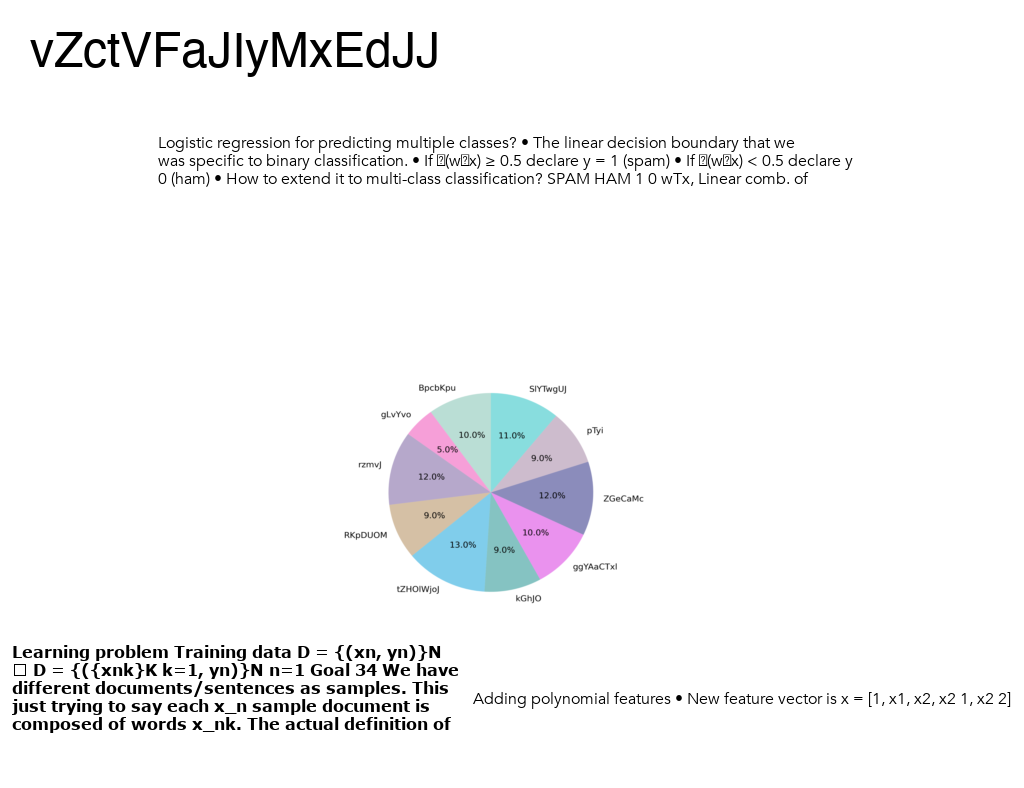 vZctVFaJIyMxEdJJ
Logistic regression for predicting multiple classes? • The linear decision boundary that we
was specific to binary classification. • If (wx) ≥ 0.5 declare y = 1 (spam) • If (wx) < 0.5 declare y
0 (ham) • How to extend it to multi-class classification? SPAM HAM 1 0 wTx, Linear comb. of
BpcbKpu
gLvYvo
10.0%
11.0%
pTyi
5.0%
9.0%
rzmvJ
12.0%
12.0%
ZGeCaMc
9.0%
10.0%
RKpDUOM
13.0%
9.0%
kGhJO
Learning problem Training data D = {(xn, yn)}N
□ D = {({xnk}K k=1, yn)}N n=1 Goal 34 We have
different documents/sentences as samples. This
just trying to say each x_n sample document is
composed of words x_nk. The actual definition of
Adding polynomial features • New feature vector is x = [1, x1, x2, x2 1, x2 2]